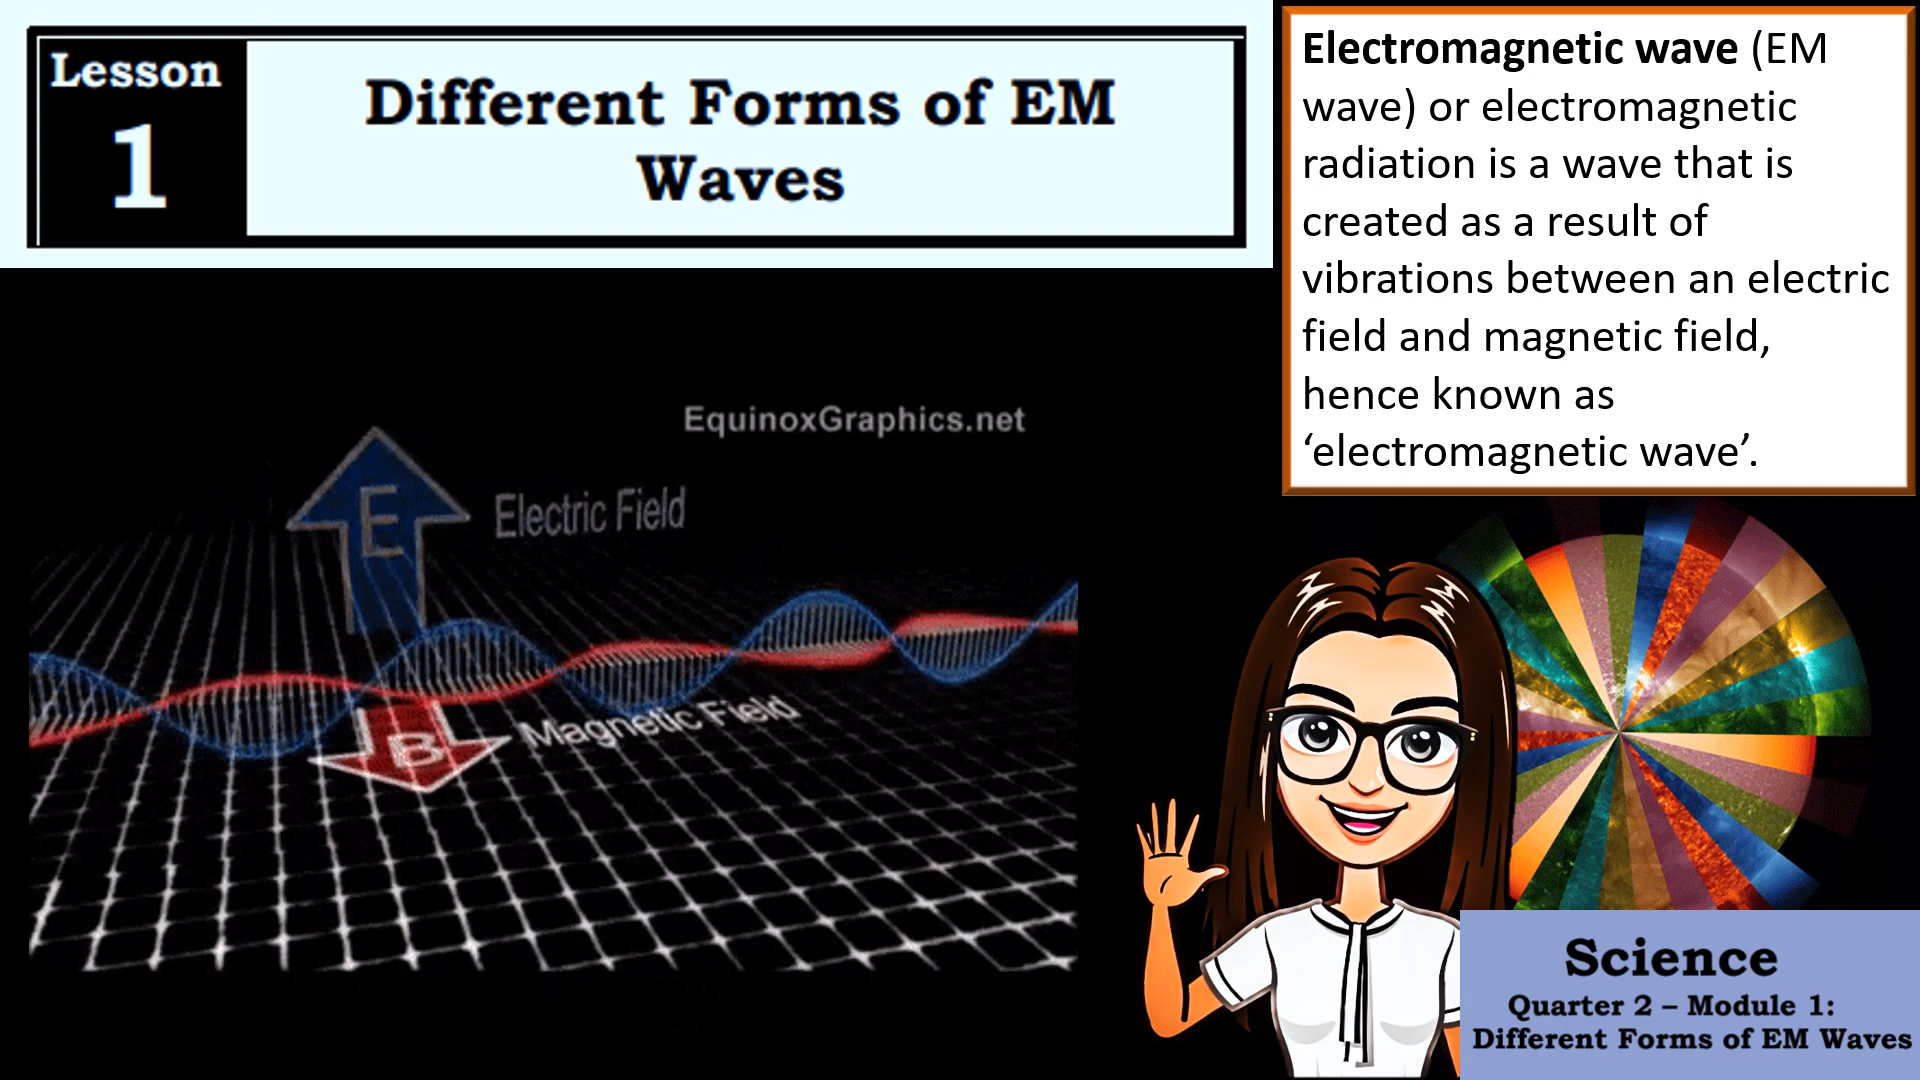 Lesson
1
Different Forms of EM
Waves
Electromagnetic wave (EM
wave) or electromagnetic
radiation is a wave that is
created as a result of
vibrations between an electric
field and magnetic field,
hence known as
‘electromagnetic wave’.
EquinoxGraphics.net
E
Electric Field
B
Magnetic Field
Science
Quarter 2 – Module 1:
Different Forms of EM Waves